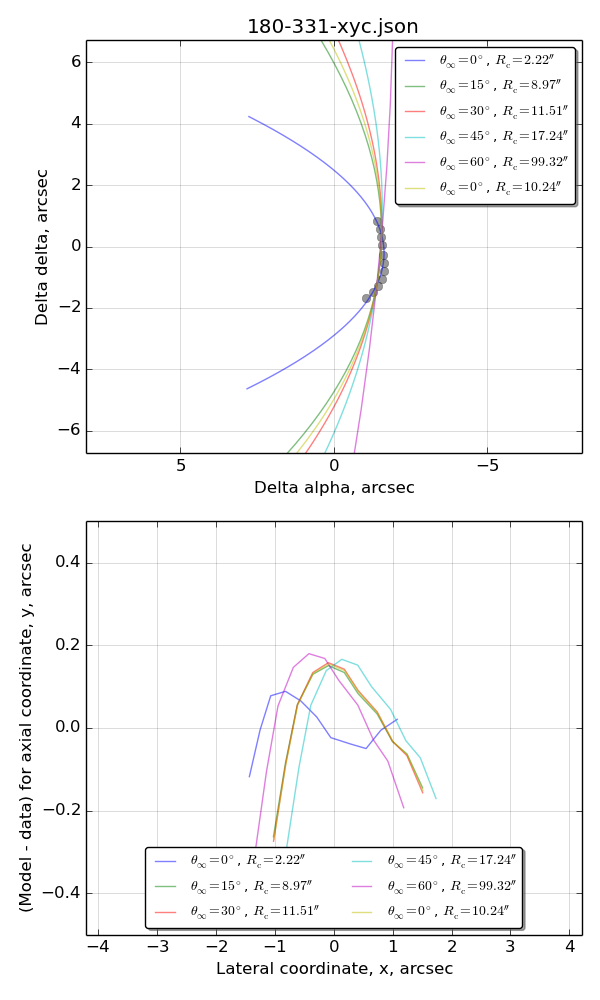 180-331-xyc.json
θ∞=0°, Rc=2.22″
θ∞=15°, Rc=8.97″
θ∞=30°, Rc=11.51″
θ∞=45°, Rc=17.24″
θ∞=60°, Rc=99.32″
θ∞=0°, Rc=10.24″
6
4
2
0
−2
−4
−6
Delta delta, arcsec
5 0 −5
Delta alpha, arcsec
0.4
0.2
0.0
−0.2
−0.4
(Model - data) for axial coordinate, y, arcsec
θ∞=0°, Rc=2.22″ θ∞=45°, Rc=17.24″
θ∞=15°, Rc=8.97″ θ∞=60°, Rc=99.32″
θ∞=30°, Rc=11.51″ θ∞=0°, Rc=10.24″
−4 −3 −2 −1 0 1 2 3 4
Lateral coordinate, x, arcsec